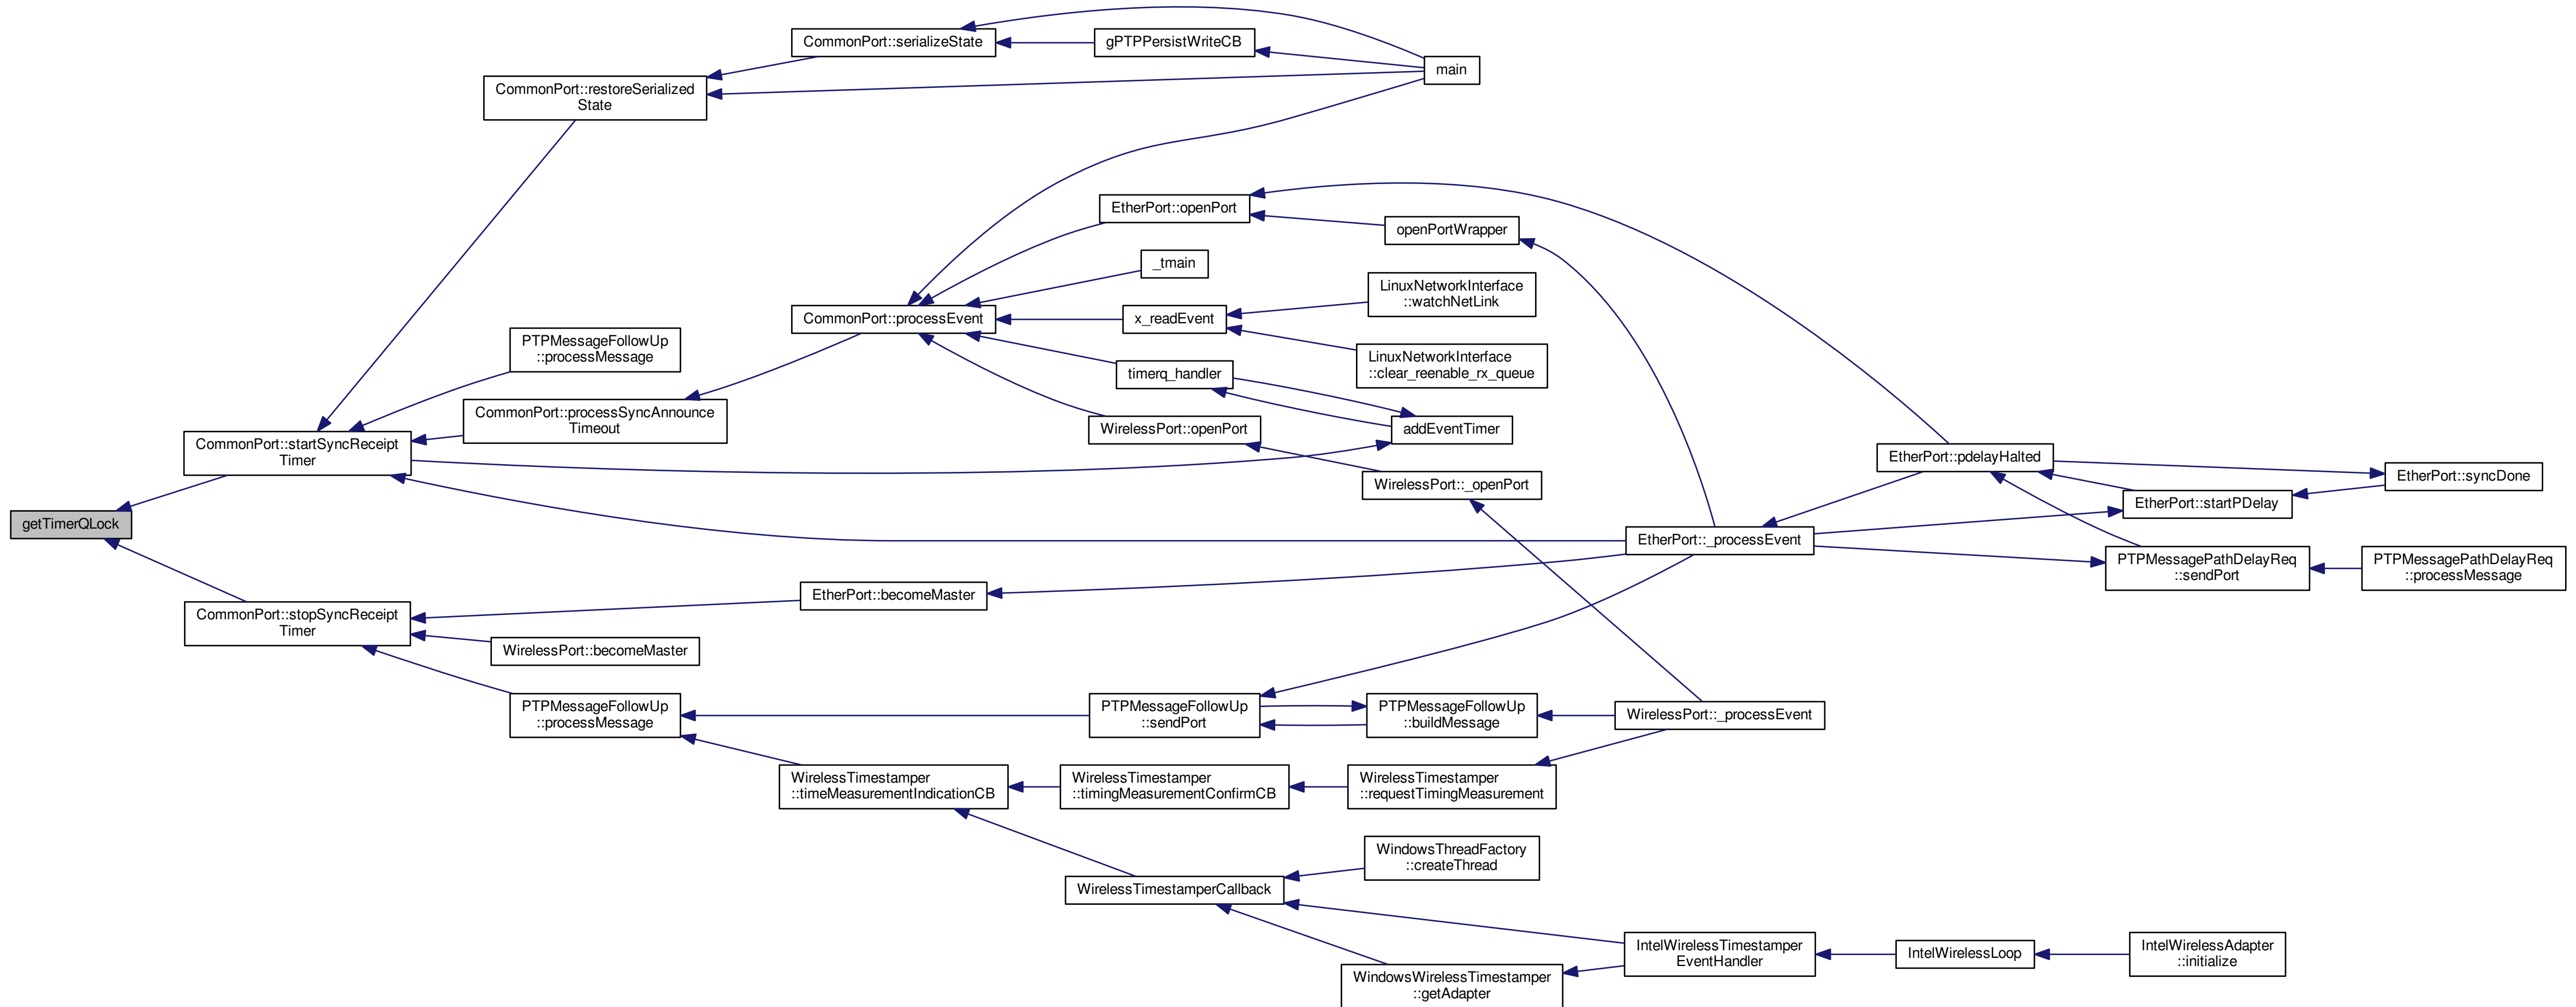 CommonPort::serializeState
gPTPPersistWriteCB
main
CommonPort::restoreSerialized
State
EtherPort::openPort
openPortWrapper
_tmain
LinuxNetworkInterface
::watchNetLink
CommonPort::processEvent
x_readEvent
PTPMessageFollowUp
::processMessage
LinuxNetworkInterface
::clear_reenable_rx_queue
timerq_handler
CommonPort::processSyncAnnounce
Timeout
WirelessPort::openPort
addEventTimer
CommonPort::startSyncReceipt
Timer
EtherPort::pdelayHalted
EtherPort::syncDone
WirelessPort::_openPort
EtherPort::startPDelay
getTimerQLock
EtherPort::_processEvent
PTPMessagePathDelayReq
::sendPort
PTPMessagePathDelayReq
::processMessage
EtherPort::becomeMaster
CommonPort::stopSyncReceipt
Timer
WirelessPort::becomeMaster
PTPMessageFollowUp
::processMessage
PTPMessageFollowUp
::sendPort
PTPMessageFollowUp
::buildMessage
WirelessPort::_processEvent
WirelessTimestamper
::timeMeasurementIndicationCB
WirelessTimestamper
::timingMeasurementConfirmCB
WirelessTimestamper
::requestTimingMeasurement
WindowsThreadFactory
::createThread
WirelessTimestamperCallback
IntelWirelessTimestamper
EventHandler
IntelWirelessLoop
IntelWirelessAdapter
::initialize
WindowsWirelessTimestamper
::getAdapter